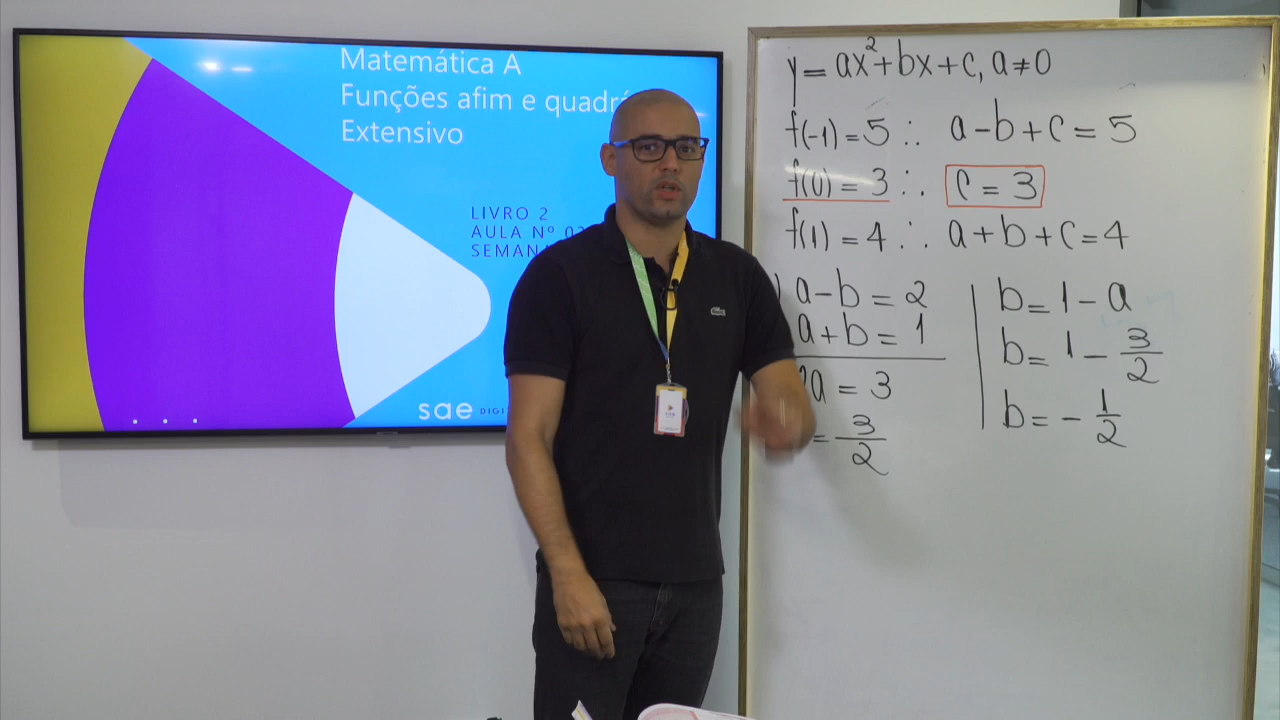 Matemática A
Funções afim e
Extensivo
LIVRO 2
AULA Nº
sae
y = ax²+bx+c, a≠0
f(-1) = 5 ∴ a-b+c = 5
f(0) = 3 ∴ c = 3
f(1) = 4 ∴ a+b+c = 4
a-b = 2
a+b = 1
2a = 3
= 3/2
b = 1 - a
b = 1 - 3/2
b = - 1/2